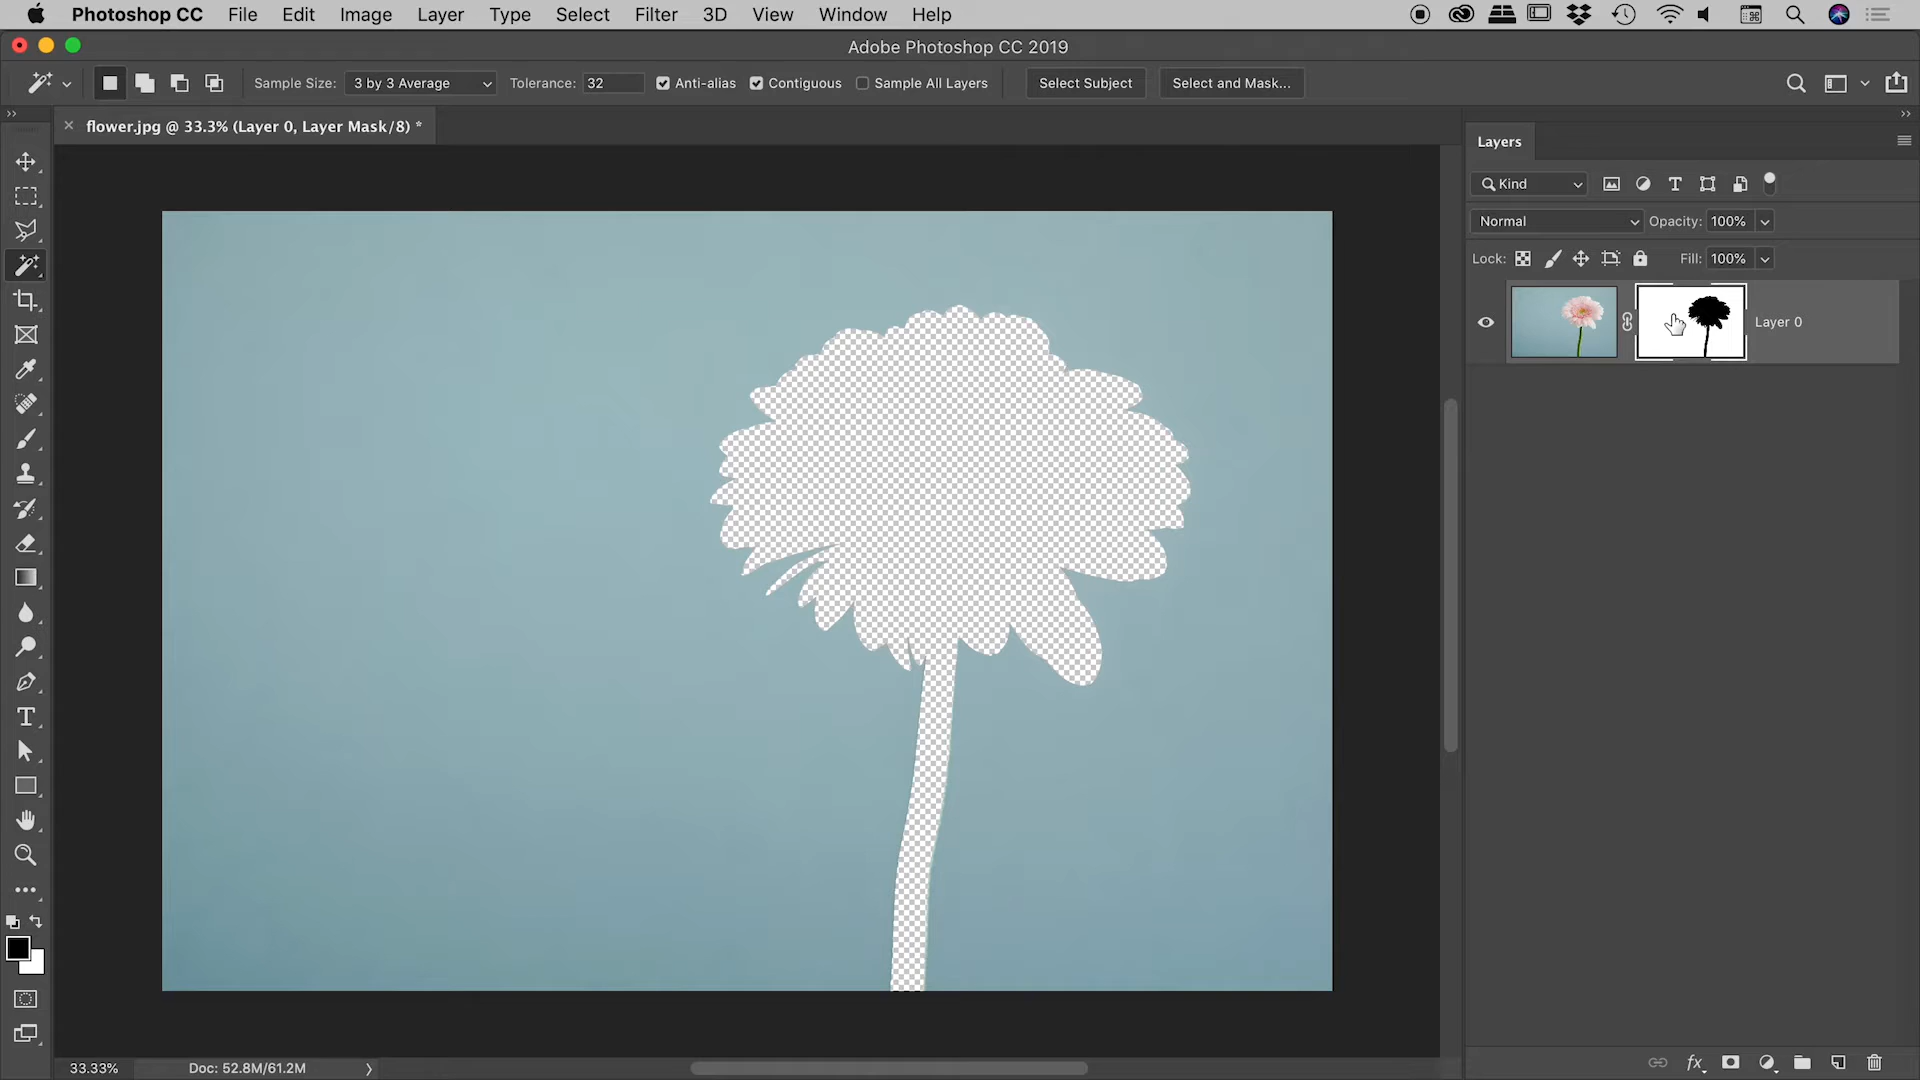 Photoshop CC File Edit Image Layer Type Select Filter 3D View Window Help
Adobe Photoshop CC 2019
Sample Size: 3 by 3 Average Tolerance: 32 Anti-alias Contiguous Sample All Layers Select Subject Select and Mask...
flower.jpg @ 33.3% (Layer 0, Layer Mask/8) *
Layers
Kind
Normal Opacity: 100%
Lock: Fill: 100%
Layer 0
33.33% Doc: 52.8M/61.2M